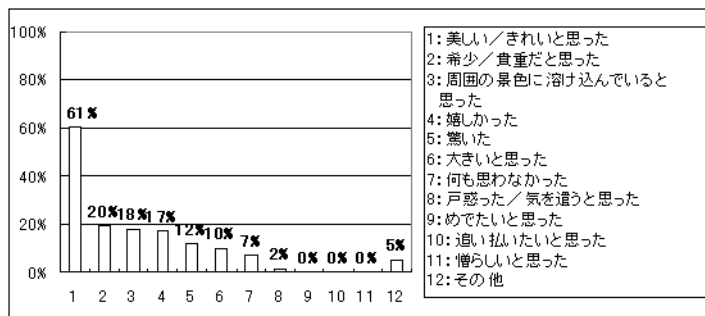 100%
80%
60%
40%
20%
0%
61%
20%
18%
17%
12%
10%
7%
2%
0%
0%
0%
5%
1 2 3 4 5 6 7 8 9 10 11 12
1:美しい／きれいと思った
2:希少／貴重だと思った
3:周囲の景色に溶け込んでいると
思った
4:嬉しかった
5:驚いた
6:大きいと思った
7:何も思わなかった
8:戸惑った／気を遣うと思った
9:めでたいと思った
10:追い払いたいと思った
11:憎らしいと思った
12:その他